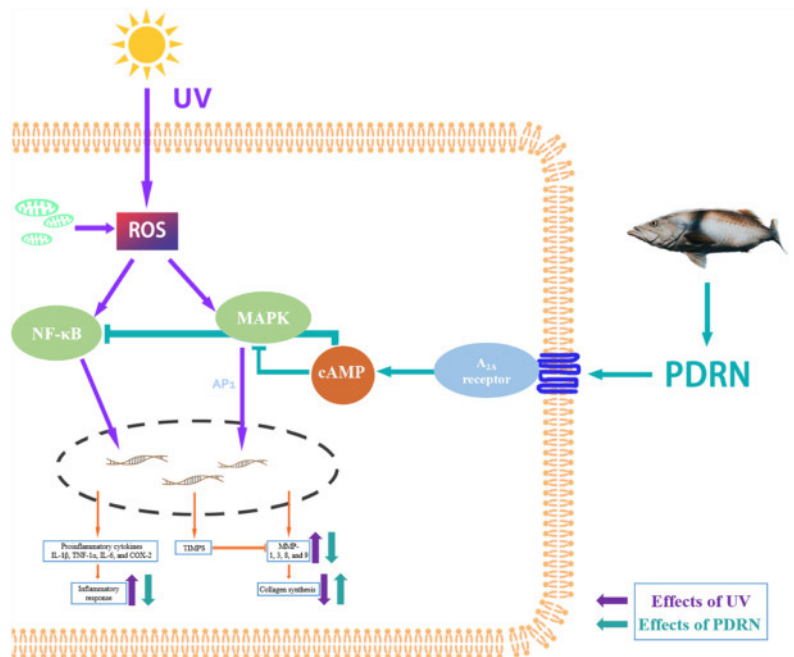 UV
ROS
NF-κB
MAPK
AP1
cAMP
A2A
receptor
PDRN
Proinflammatory cytokines
IL-1β, TNF-1α, IL-6, and COX-2
TIMPS
MMP-
1, 3, 8, and 9
Inflammatory
response
Collagen synthesis
Effects of UV
Effects of PDRN